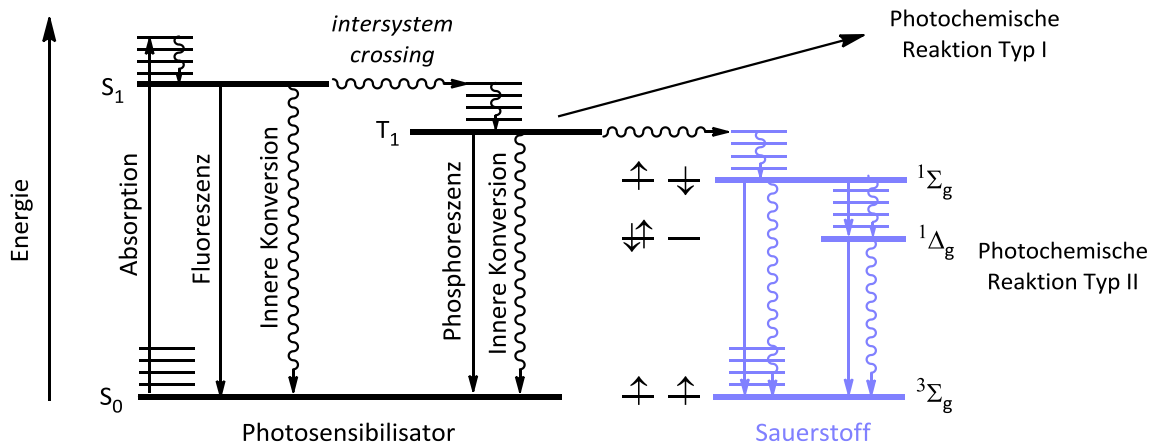 intersystem
crossing
Photochemische
Reaktion Typ I
S1
T1
Energie
Absorption
Fluoreszenz
Innere Konversion
Phosphoreszenz
Innere Konversion
¹Σg
¹Δg
Photochemische
Reaktion Typ II
S0
³Σg
Photosensibilisator
Sauerstoff